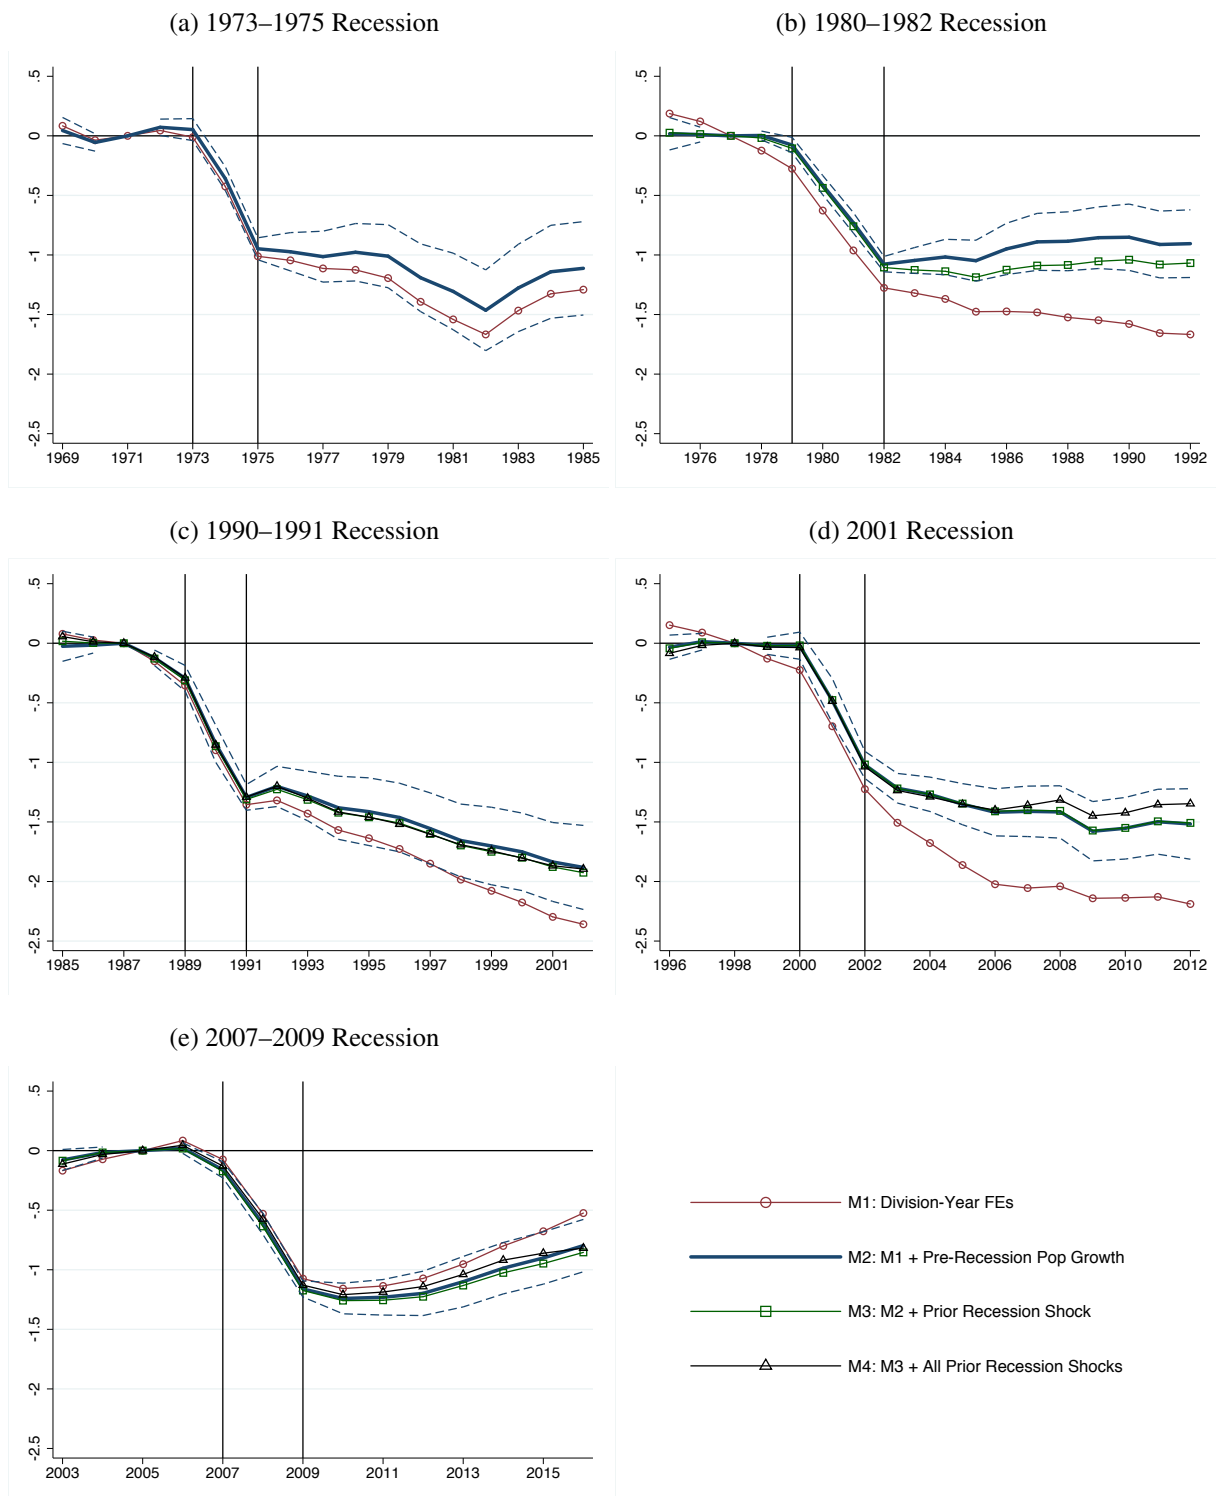 (a) 1973–1975 Recession
.5
0
-.5
-1
-1.5
-2
-2.5
1969 1971 1973 1975 1977 1979 1981 1983 1985
(b) 1980–1982 Recession
.5
0
-.5
-1
-1.5
-2
-2.5
1976 1978 1980 1982 1984 1986 1988 1990 1992
(c) 1990–1991 Recession
.5
0
-.5
-1
-1.5
-2
-2.5
1985 1987 1989 1991 1993 1995 1997 1999 2001
(d) 2001 Recession
.5
0
-.5
-1
-1.5
-2
-2.5
1996 1998 2000 2002 2004 2006 2008 2010 2012
(e) 2007–2009 Recession
.5
0
-.5
-1
-1.5
-2
-2.5
2003 2005 2007 2009 2011 2013 2015
M1: Division-Year FEs
M2: M1 + Pre-Recession Pop Growth
M3: M2 + Prior Recession Shock
M4: M3 + All Prior Recession Shocks